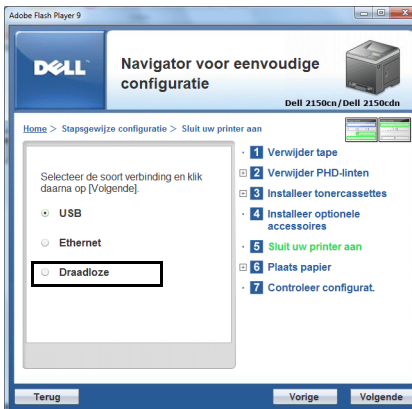 Adobe Flash Player 9
DELL
Navigator voor eenvoudige
configuratie
Dell 2150cn/Dell 2150cdn
Home > Stapsgewijze configuratie > Sluit uw printer aan
Selecteer de soort verbinding en klik
daarna op [Volgende].
USB
Ethernet
Draadloze
1 Verwijder tape
2 Verwijder PHD-linten
3 Installeer tonercassettes
4 Installeer optionele
accessoires
5 Sluit uw printer aan
6 Plaats papier
7 Controleer configurat.
Terug
Vorige
Volgende